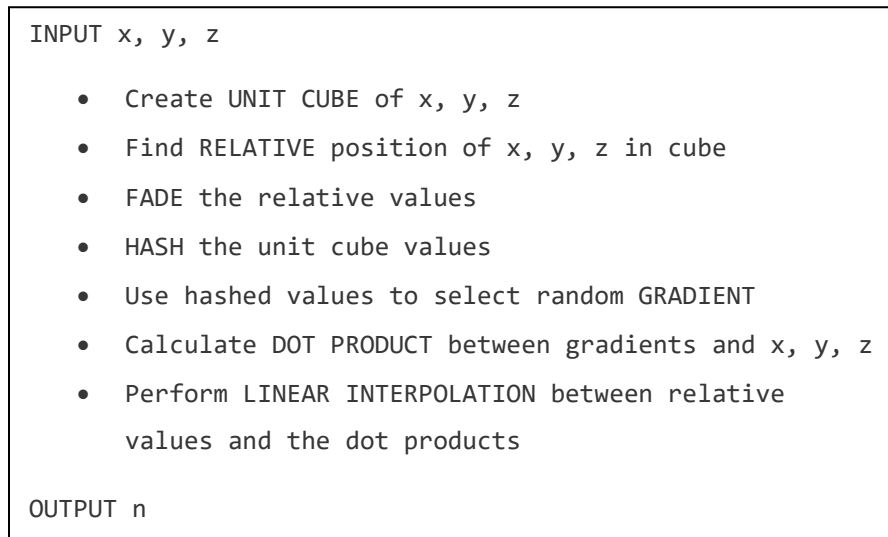 INPUT x, y, z
• Create UNIT CUBE of x, y, z
• Find RELATIVE position of x, y, z in cube
• FADE the relative values
• HASH the unit cube values
• Use hashed values to select random GRADIENT
• Calculate DOT PRODUCT between gradients and x, y, z
• Perform LINEAR INTERPOLATION between relative
values and the dot products
OUTPUT n